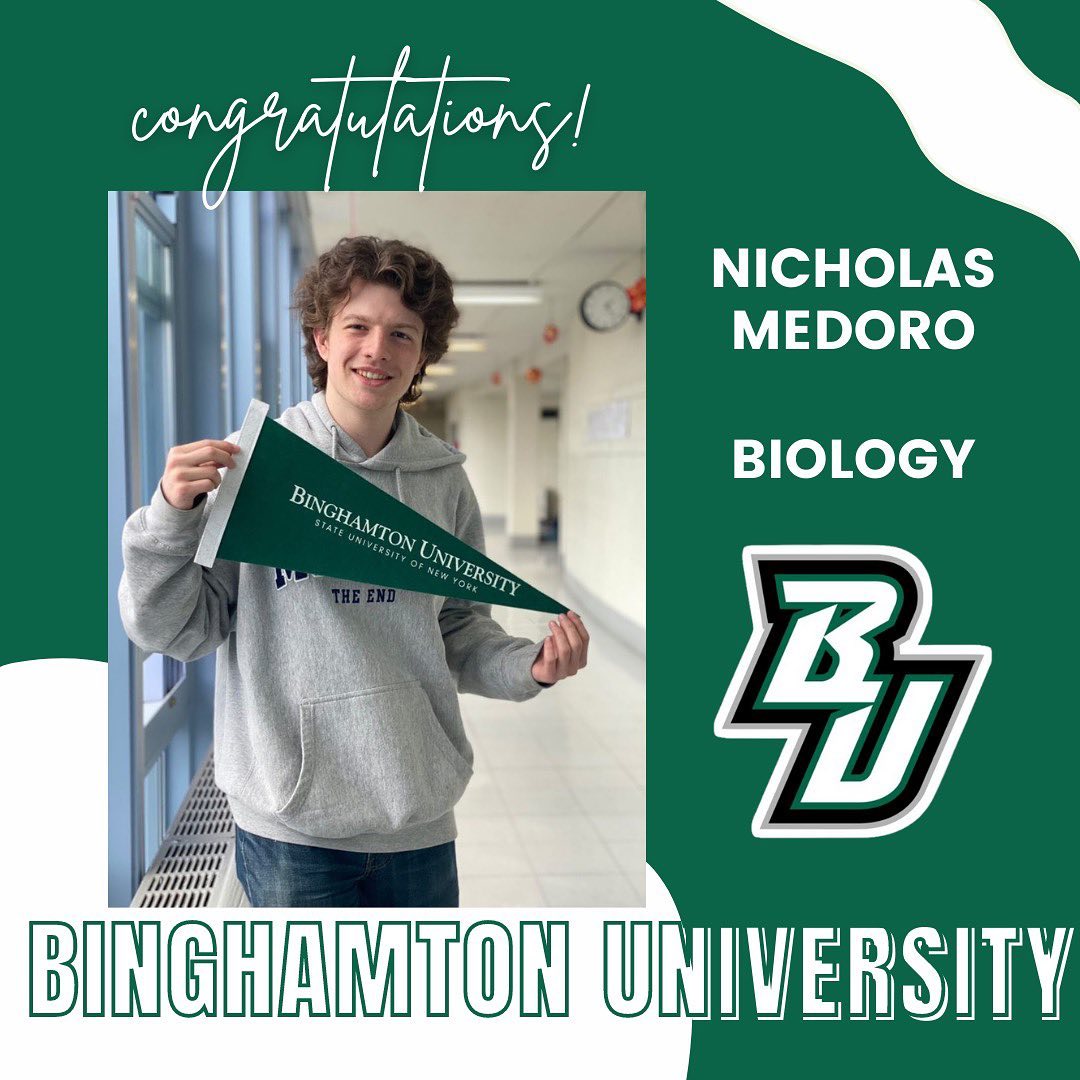 congratulations!
NICHOLAS
MEDORO
BIOLOGY
BINGHAMTON UNIVERSITY
STATE UNIVERSITY OF NEW YORK
THE END
BU
BINGHAMTON UNIVERSITY